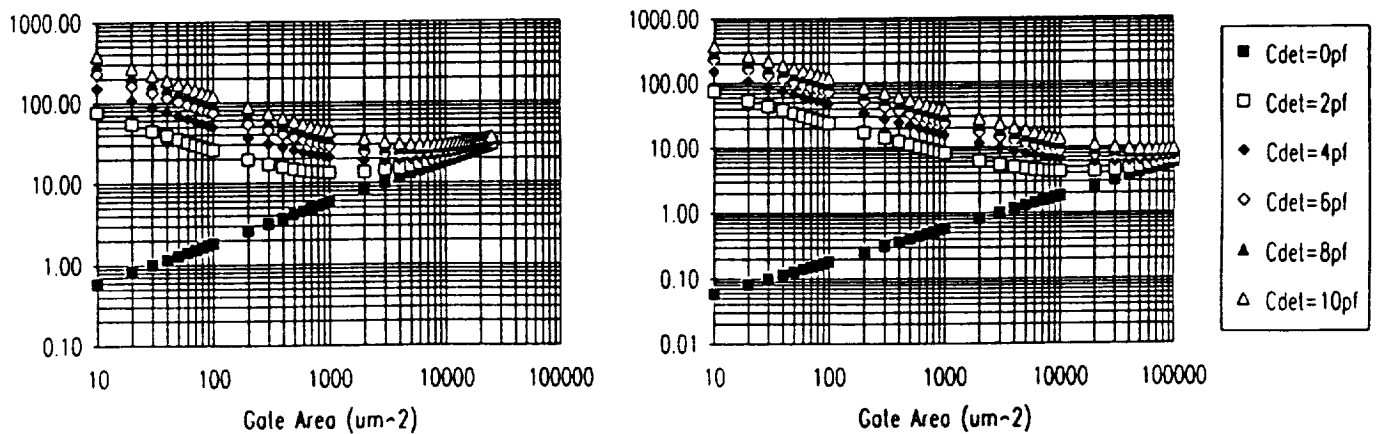 1000.00
100.00
10.00
1.00
0.10
10 100 1000 10000 100000
Gate Area (um~2)
1000.00
100.00
10.00
1.00
0.10
0.01
10 100 1000 10000 100000
Gate Area (um~2)
Cdet=0pf
Cdet=2pf
Cdet=4pf
Cdet=6pf
Cdet=8pf
Cdet=10pf